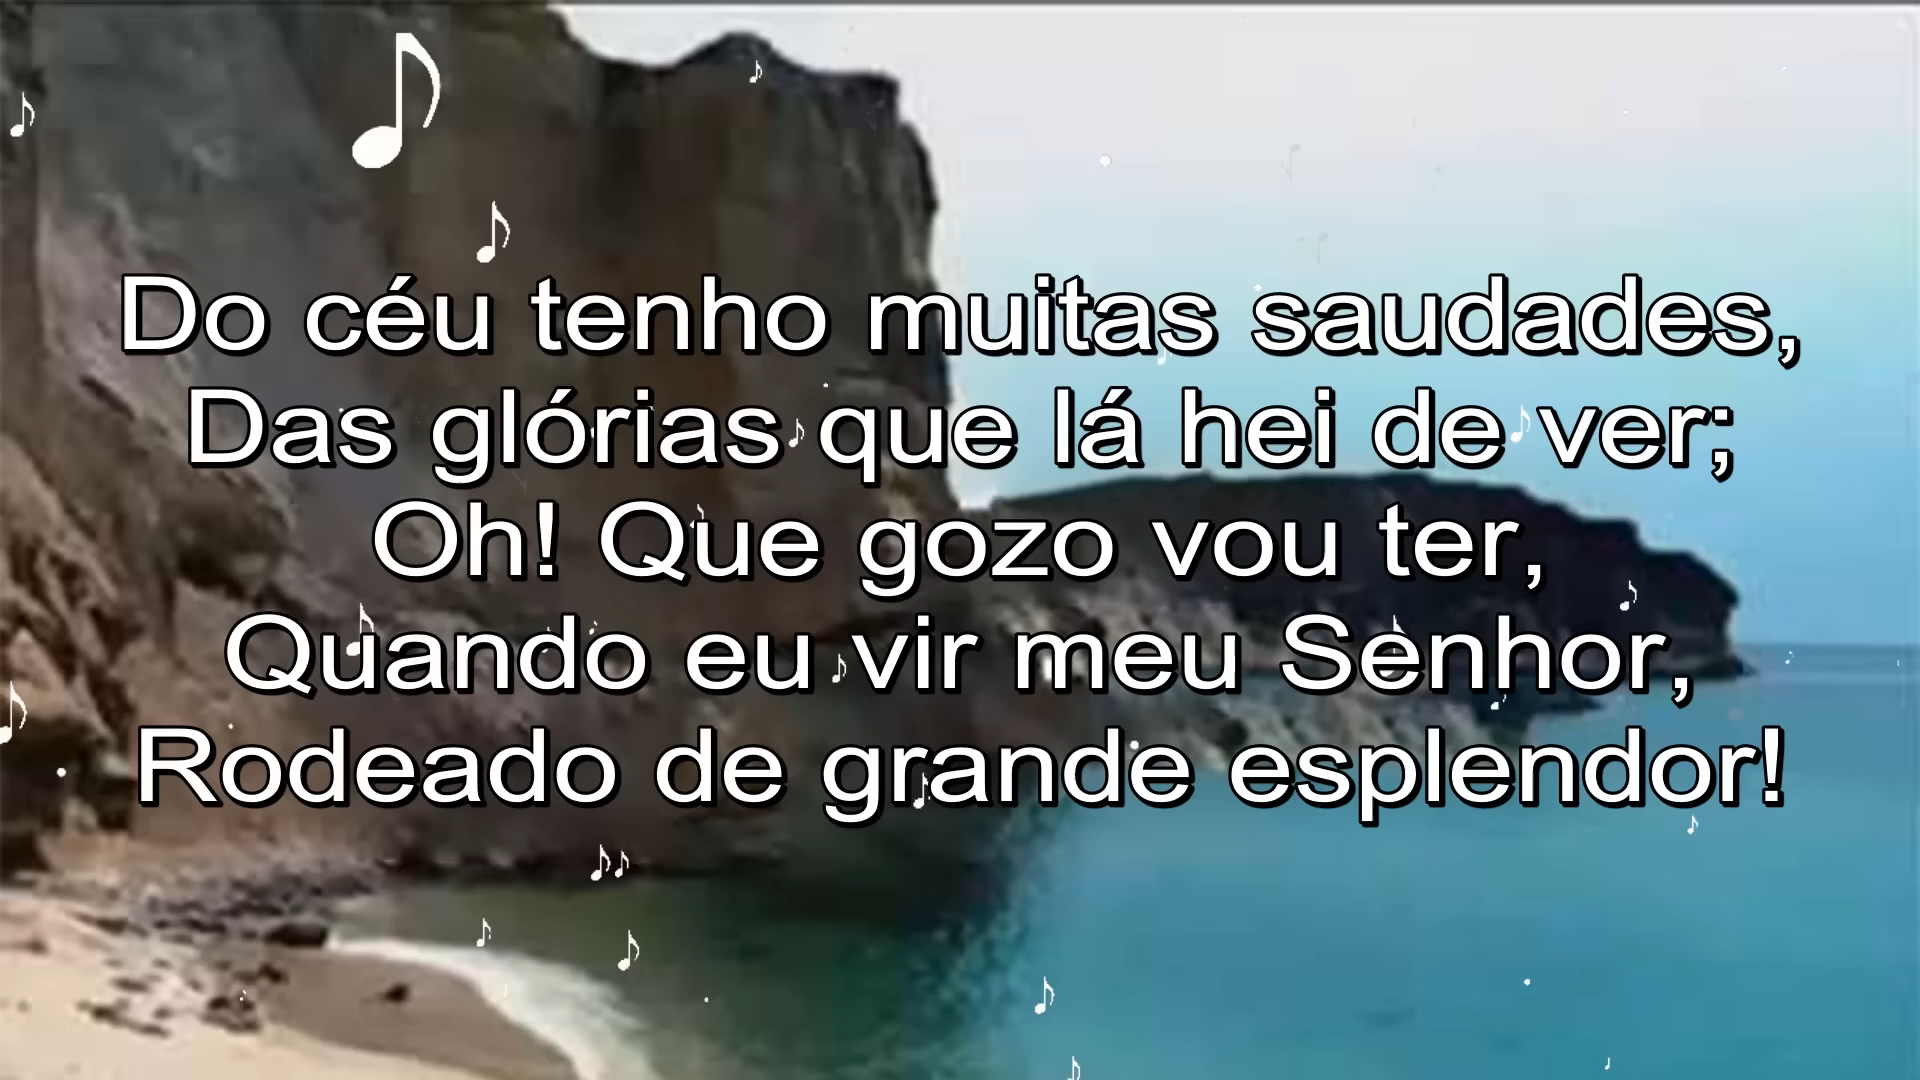 Do céu tenho muitas saudades,
Das glórias que lá hei de ver;
Oh! Que gozo vou ter,
Quando eu vir meu Senhor,
Rodeado de grande esplendor!